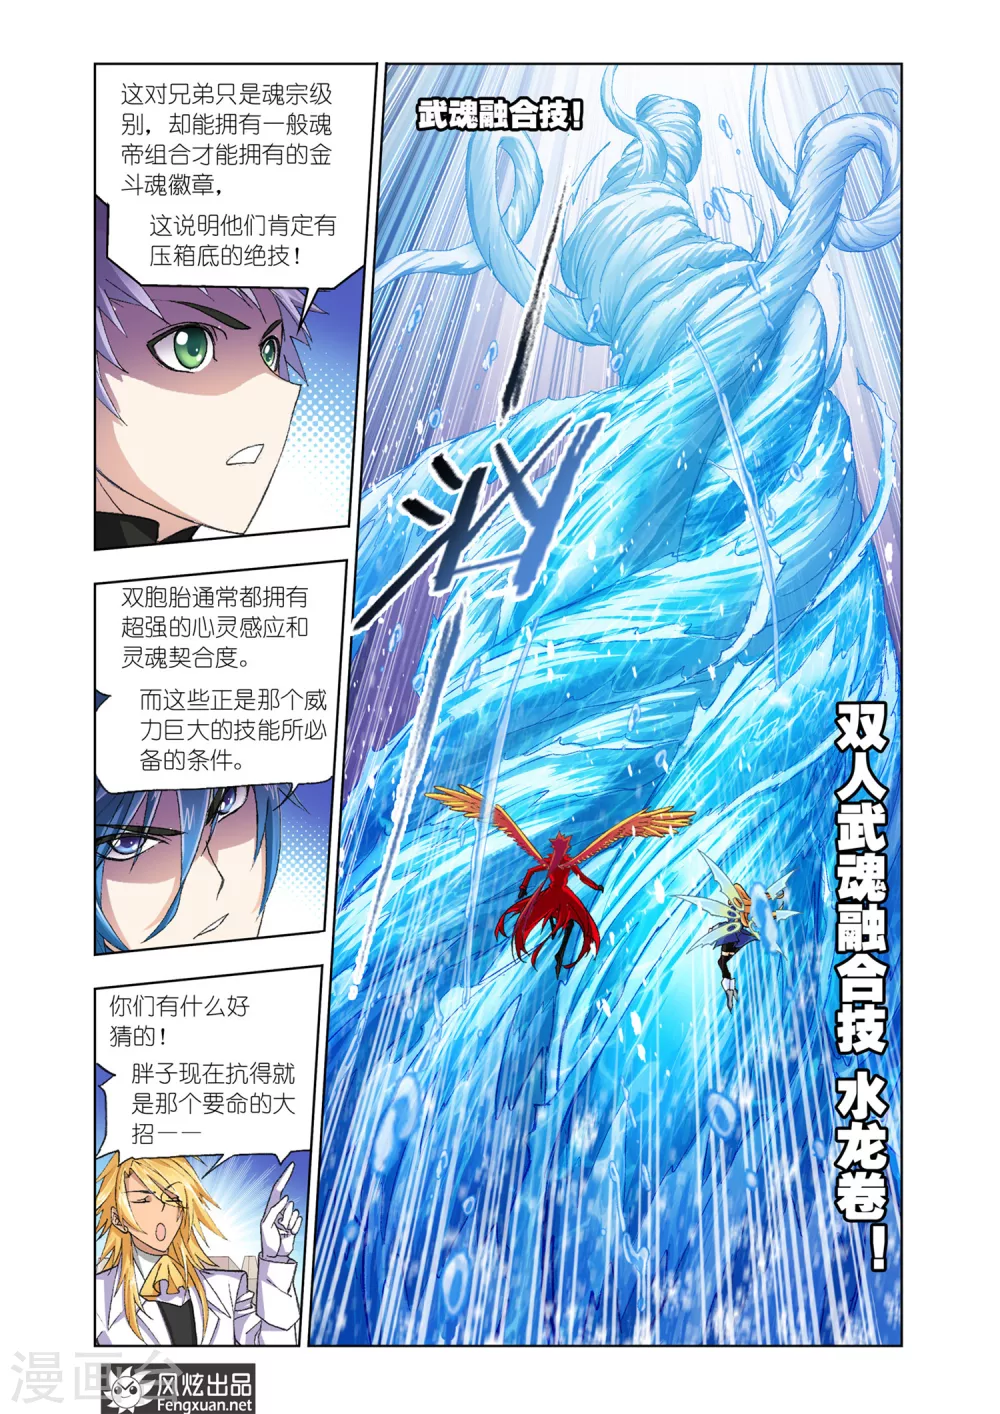 这对兄弟只是魂宗级
别，却能拥有一般魂
帝组合才能拥有的金
斗魂徽章，
这说明他们肯定有
压箱底的绝技！
双胞胎通常都拥有
超强的心灵感应和
灵魂契合度。
而这些正是那个威
力巨大的技能所必
备的条件。
你们有什么好
猜的！
胖子现在抗得就
是那个要命的大
招——
武魂融合技！
双人武魂融合技 水龙卷！
漫画台
风炫出品
Fengxuan.net